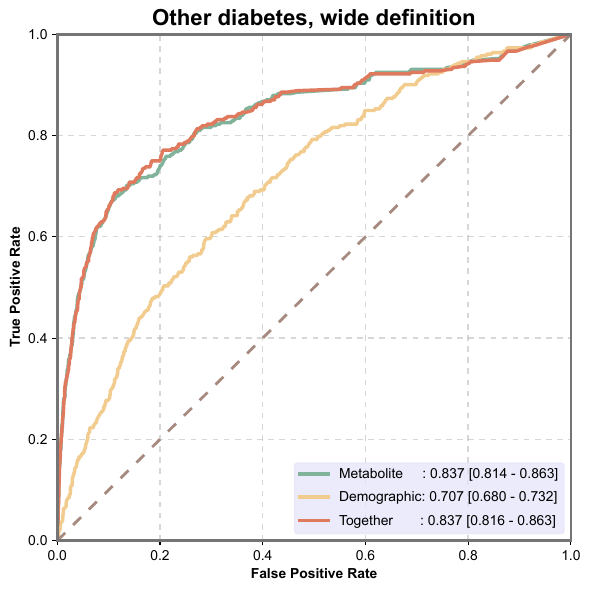 Other diabetes, wide definition
True Positive Rate
1.0
0.8
0.6
0.4
0.2
0.0
Metabolite : 0.837 [0.814 - 0.863]
Demographic: 0.707 [0.680 - 0.732]
Together : 0.837 [0.816 - 0.863]
0.0 0.2 0.4 0.6 0.8 1.0
False Positive Rate